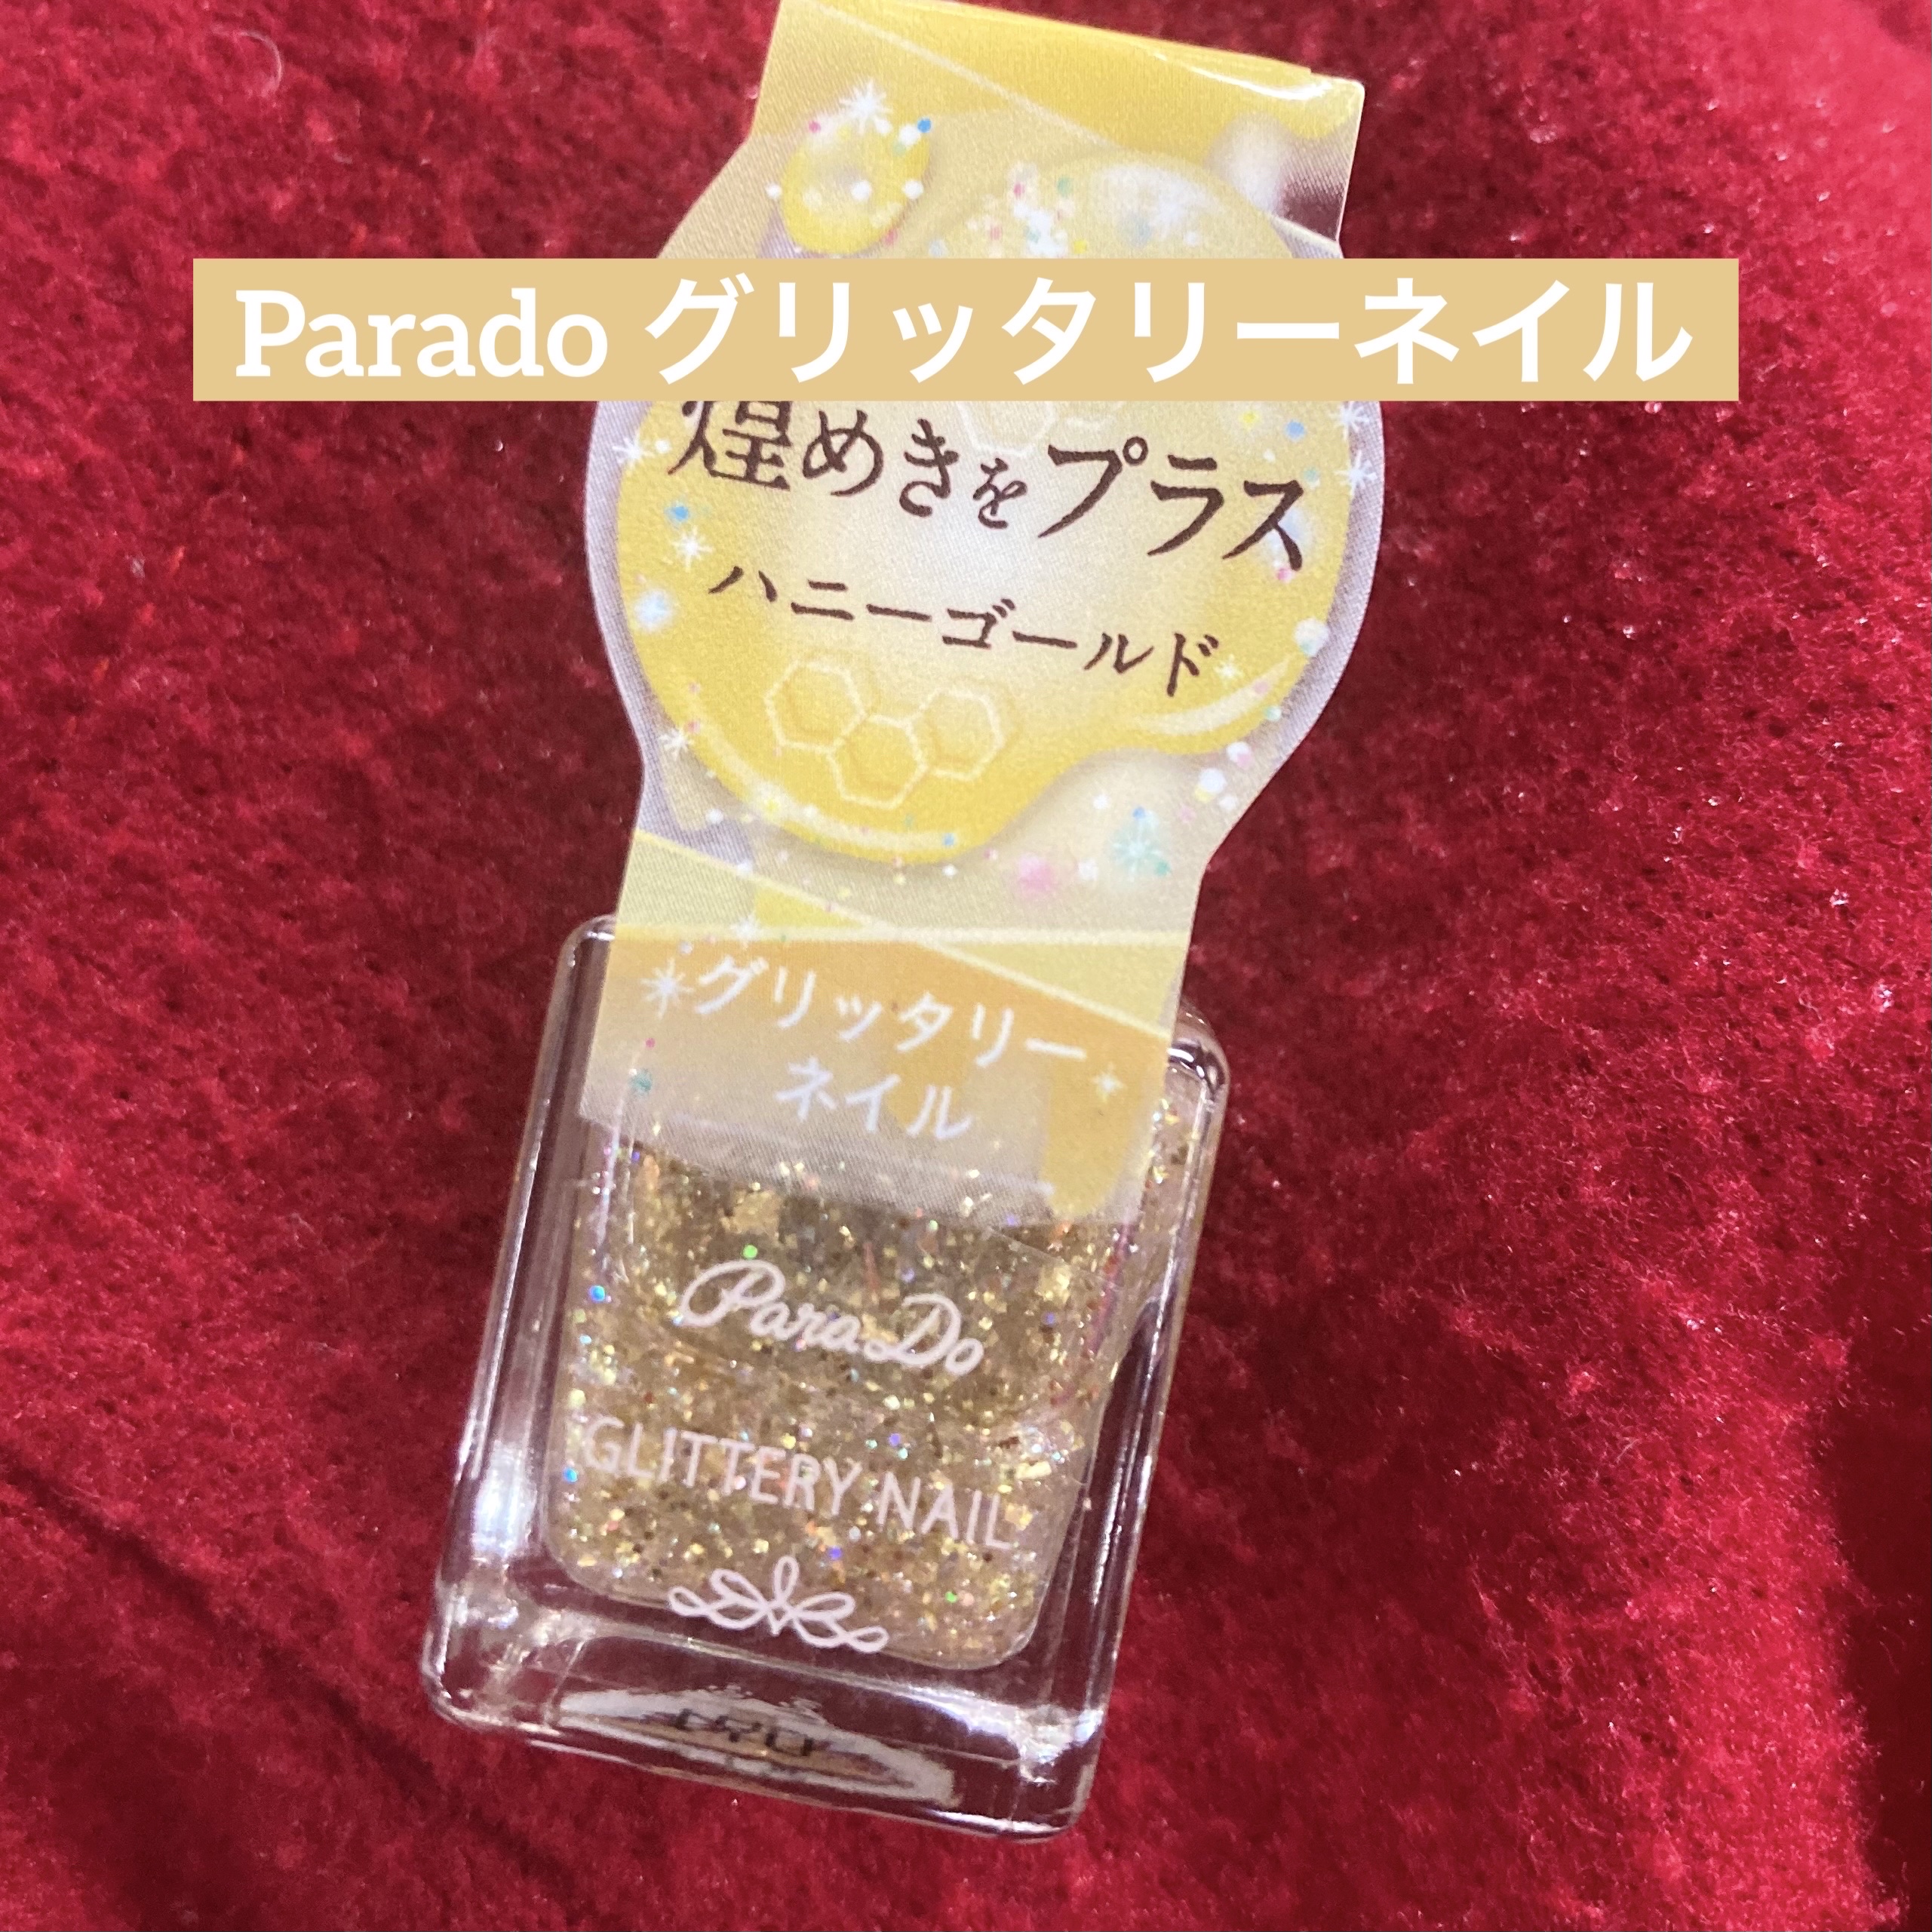 Parado グリッタリーネイル
煌めきをプラス
ハニーゴールド
グリッタリー
ネイル
ParaDo
GLITTERY NAIL